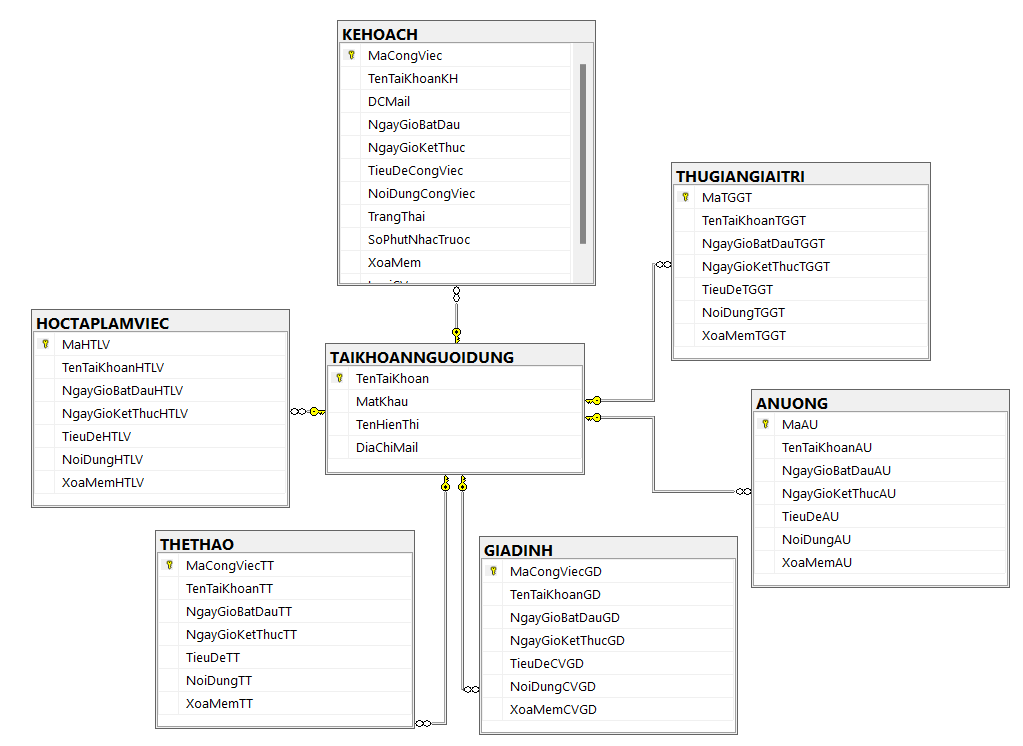 KEHOACH
MaCongViec
TenTaiKhoanKH
DCMail
NgayGioBatDau
NgayGioKetThuc
TieuDeCongViec
NoiDungCongViec
TrangThai
SoPhutNhacTruoc
XoaMem
THUGIANGIAITRI
MaTGGT
TenTaiKhoanTGGT
NgayGioBatDauTGGT
NgayGioKetThucTGGT
TieuDeTGGT
NoiDungTGGT
XoaMemTGGT
HOCTAPLAMVIEC
MaHTLV
TenTaiKhoanHTLV
NgayGioBatDauHTLV
NgayGioKetThucHTLV
TieuDeHTLV
NoiDungHTLV
XoaMemHTLV
TAIKHOANNGUOIDUNG
TenTaiKhoan
MatKhau
TenHienThi
DiaChiMail
ANUONG
MaAU
TenTaiKhoanAU
NgayGioBatDauAU
NgayGioKetThucAU
TieuDeAU
NoiDungAU
XoaMemAU
THETHAO
MaCongViecTT
TenTaiKhoanTT
NgayGioBatDauTT
NgayGioKetThucTT
TieuDeTT
NoiDungTT
XoaMemTT
GIADINH
MaCongViecGD
TenTaiKhoanGD
NgayGioBatDauGD
NgayGioKetThucGD
TieuDeCVGD
NoiDungCVGD
XoaMemCVGD